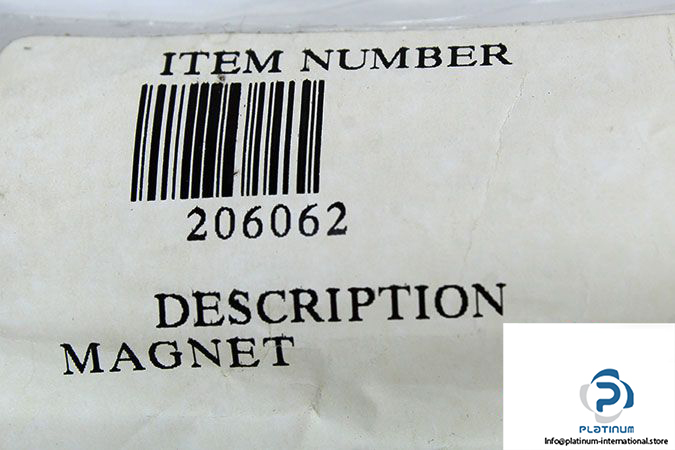 ITEM NUMBER
206062
DESCRIPTION
MAGNET
PLATINUM
Info@platinum-international.store